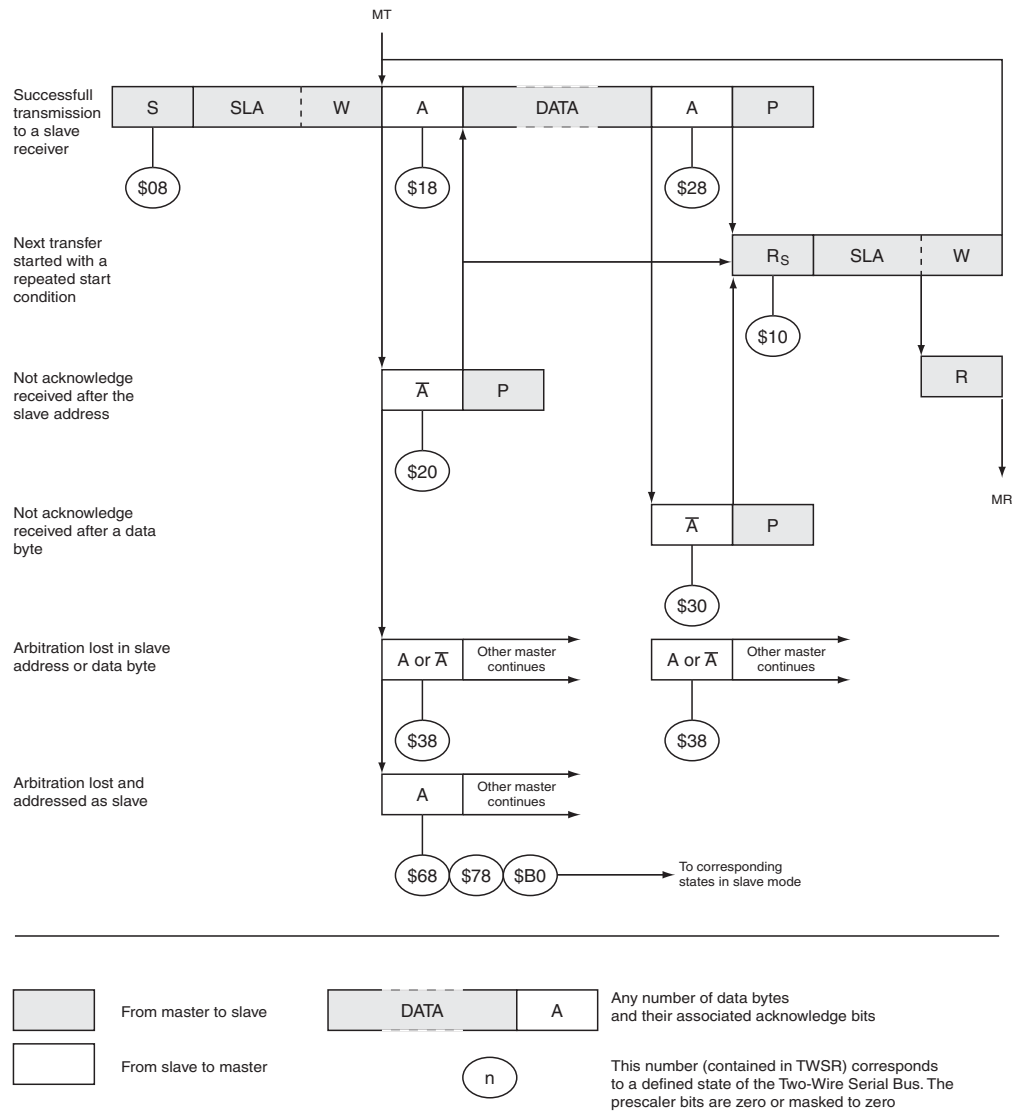 MT
Successfull
transmission
to a slave
receiver
S SLA W A DATA A P
$08 $18 $28
Next transfer
started with a
repeated start
condition
RS SLA W
$10
Not acknowledge
received after the
slave address
A̅ P
R
$20
MR
Not acknowledge
received after a data
byte
A̅ P
$30
Arbitration lost in slave
address or data byte
A or A̅
Other master
continues
A or A̅
Other master
continues
$38 $38
Arbitration lost and
addressed as slave
A
Other master
continues
$68 $78 $B0
To corresponding
states in slave mode
From master to slave
DATA A
Any number of data bytes
and their associated acknowledge bits
From slave to master
n
This number (contained in TWSR) corresponds
to a defined state of the Two-Wire Serial Bus. The
prescaler bits are zero or masked to zero